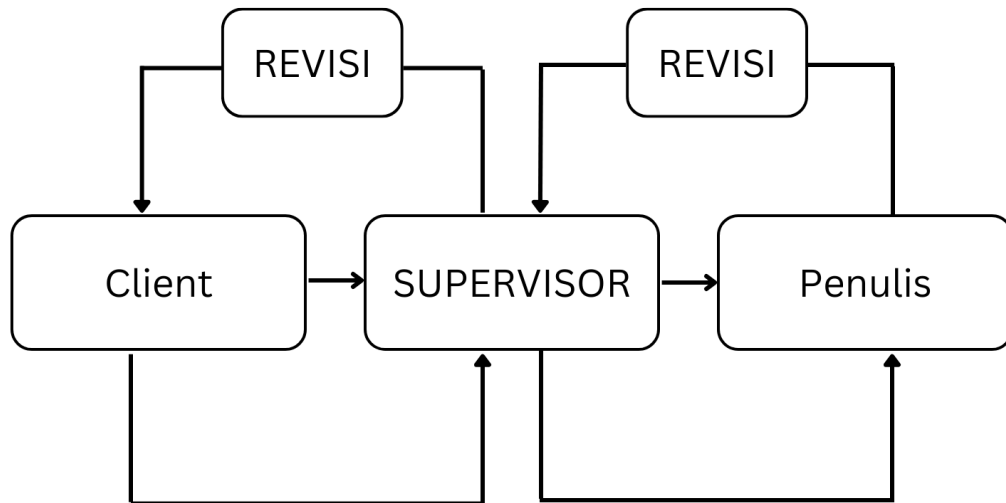 REVISI
REVISI
Client
SUPERVISOR
Penulis